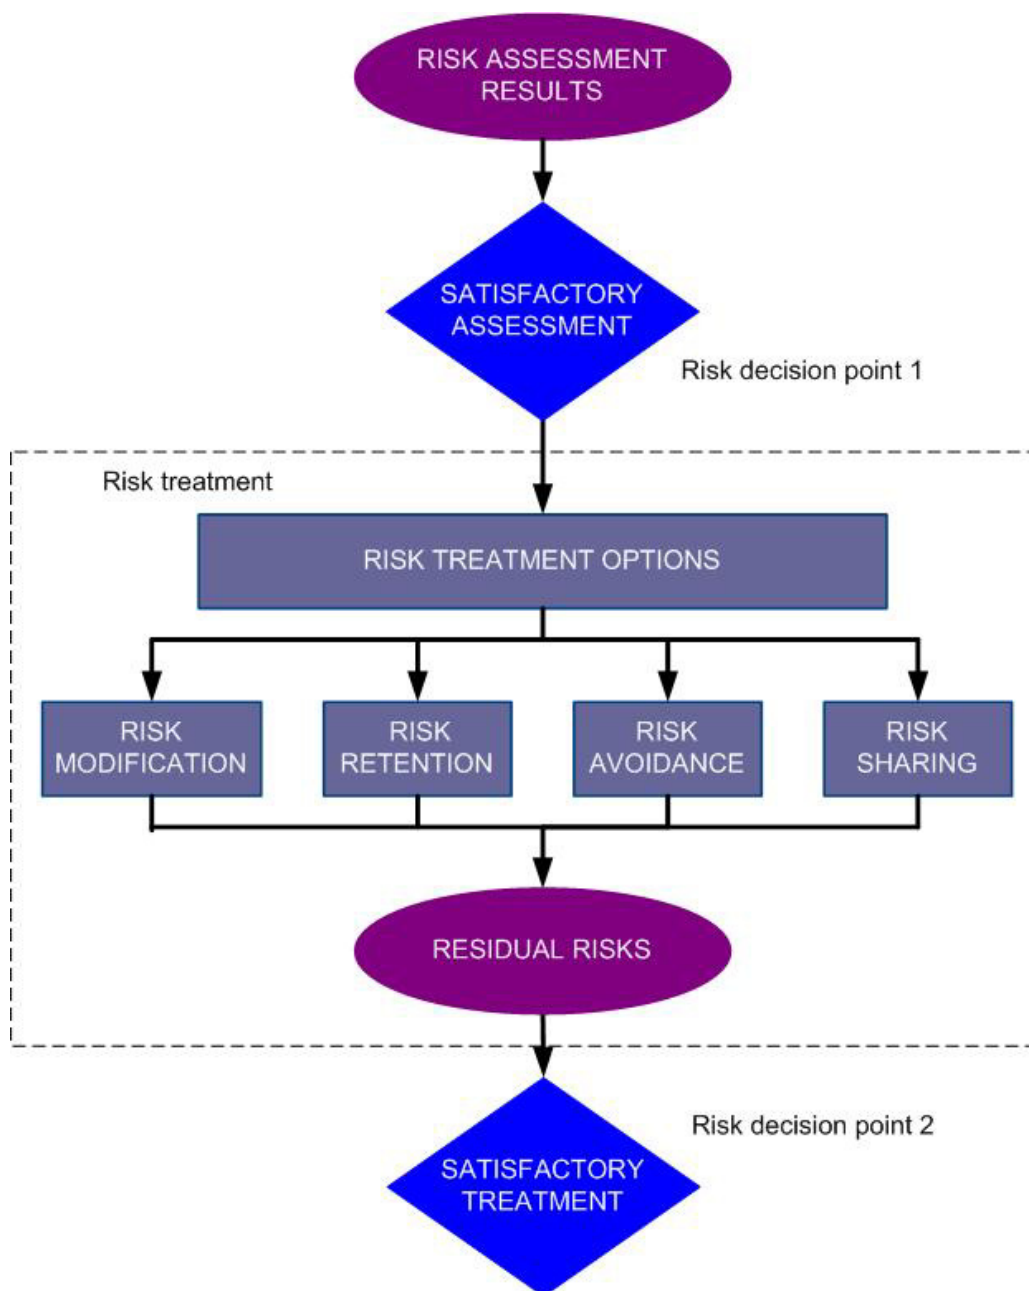 RISK ASSESSMENT
RESULTS
SATISFACTORY
ASSESSMENT
Risk decision point 1
Risk treatment
RISK TREATMENT OPTIONS
RISK
MODIFICATION
RISK
RETENTION
RISK
AVOIDANCE
RISK
SHARING
RESIDUAL RISKS
Risk decision point 2
SATISFACTORY
TREATMENT